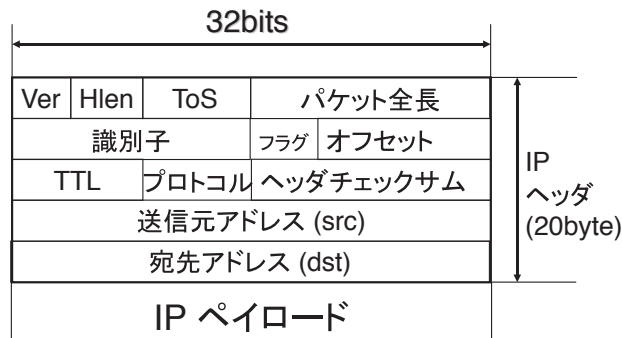 32bits
Ver Hlen ToS パケット全長
識別子 フラグ オフセット
TTL プロトコル ヘッダチェックサム
送信元アドレス (src)
宛先アドレス (dst)
IP ペイロード
IP
ヘッダ
(20byte)